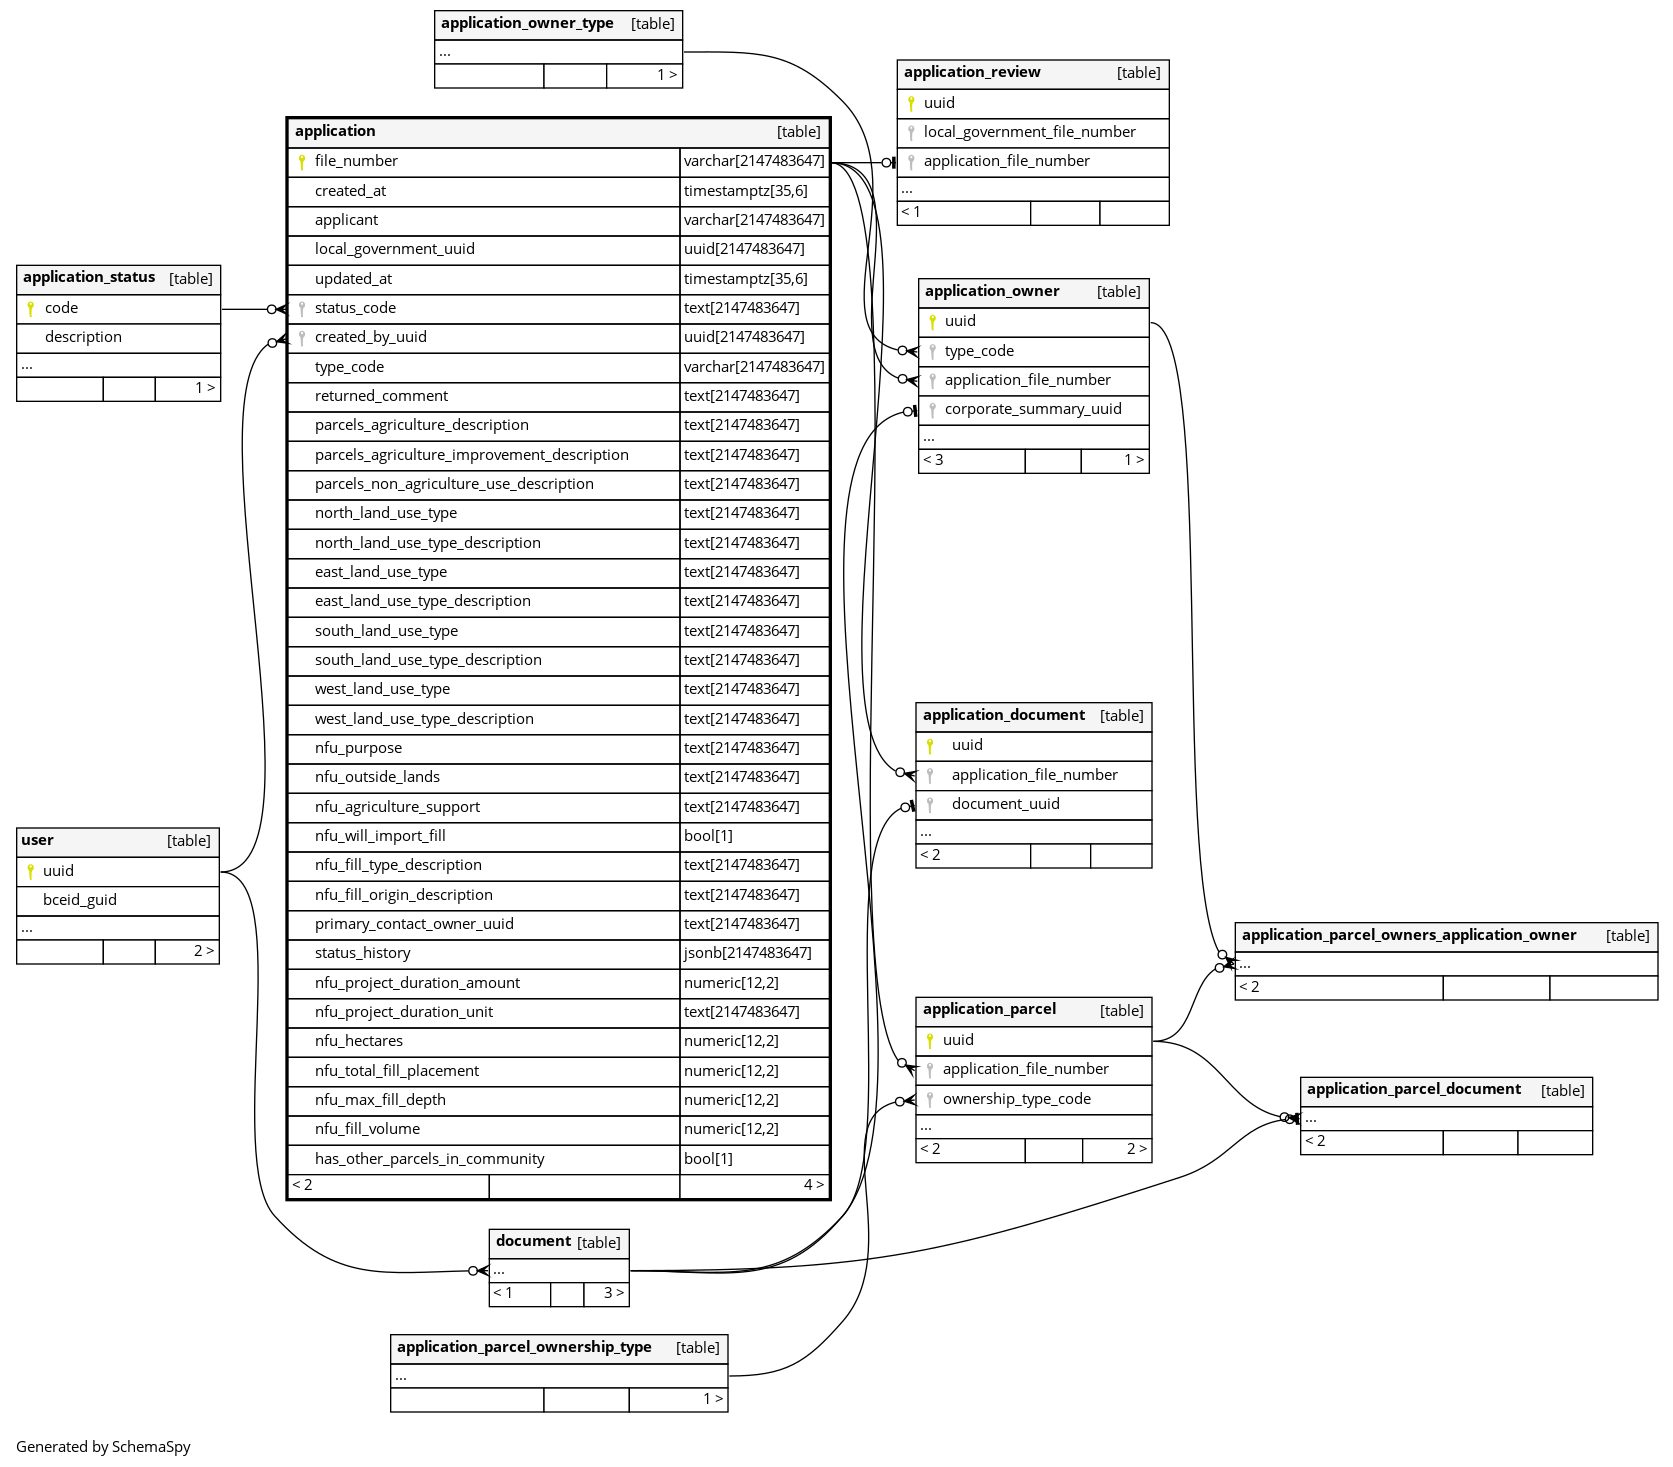 application_owner_type [table]
...
1 >
application_review [table]
uuid
local_government_file_number
application_file_number
...
< 1
application [table]
file_number varchar[2147483647]
created_at timestamptz[35,6]
applicant varchar[2147483647]
local_government_uuid uuid[2147483647]
updated_at timestamptz[35,6]
status_code text[2147483647]
created_by_uuid uuid[2147483647]
type_code varchar[2147483647]
returned_comment text[2147483647]
parcels_agriculture_description text[2147483647]
parcels_agriculture_improvement_description text[2147483647]
parcels_non_agriculture_use_description text[2147483647]
north_land_use_type text[2147483647]
north_land_use_type_description text[2147483647]
east_land_use_type text[2147483647]
east_land_use_type_description text[2147483647]
south_land_use_type text[2147483647]
south_land_use_type_description text[2147483647]
west_land_use_type text[2147483647]
west_land_use_type_description text[2147483647]
nfu_purpose text[2147483647]
nfu_outside_lands text[2147483647]
nfu_agriculture_support text[2147483647]
nfu_will_import_fill bool[1]
nfu_fill_type_description text[2147483647]
nfu_fill_origin_description text[2147483647]
primary_contact_owner_uuid text[2147483647]
status_history jsonb[2147483647]
nfu_project_duration_amount numeric[12,2]
nfu_project_duration_unit text[2147483647]
nfu_hectares numeric[12,2]
nfu_total_fill_placement numeric[12,2]
nfu_max_fill_depth numeric[12,2]
nfu_fill_volume numeric[12,2]
has_other_parcels_in_community bool[1]
< 2 4 >
application_status [table]
code
description
...
1 >
application_owner [table]
uuid
type_code
application_file_number
corporate_summary_uuid
...
< 3 1 >
application_document [table]
uuid
application_file_number
document_uuid
...
< 2
user [table]
uuid
bceid_guid
...
2 >
application_parcel_owners_application_owner [table]
...
< 2
application_parcel [table]
uuid
application_file_number
ownership_type_code
...
< 2 2 >
application_parcel_document [table]
...
< 2
document [table]
...
< 1 3 >
application_parcel_ownership_type [table]
...
1 >
Generated by SchemaSpy